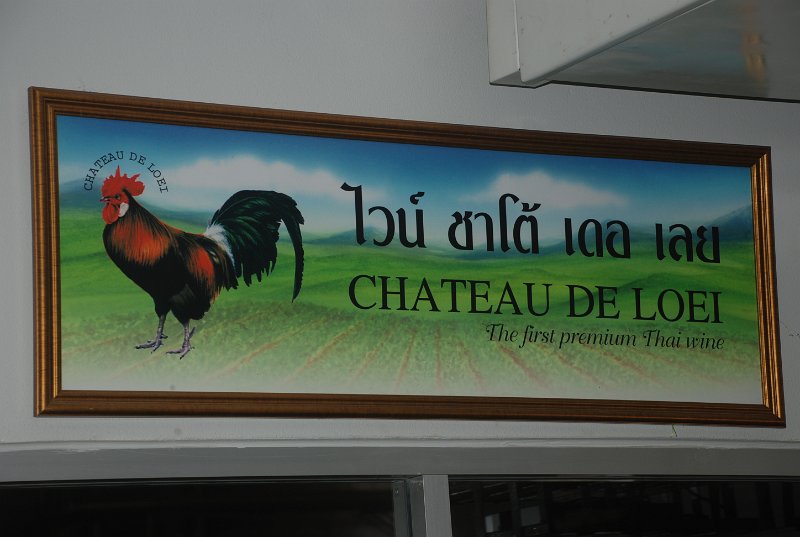 CHATEAU DE LOEI
ไวน์ ชาโต้ เดอ เลย
CHATEAU DE LOEI
The first premium Thai wine